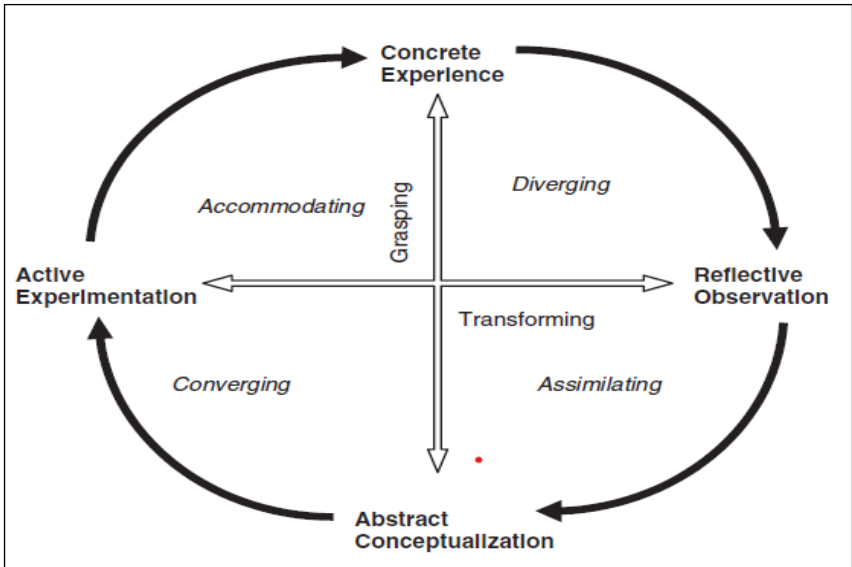 Concrete
Experience
Diverging
Accommodating
Grasping
Active
Experimentation
Reflective
Observation
Transforming
Converging
Assimilating
Abstract
Conceptualization